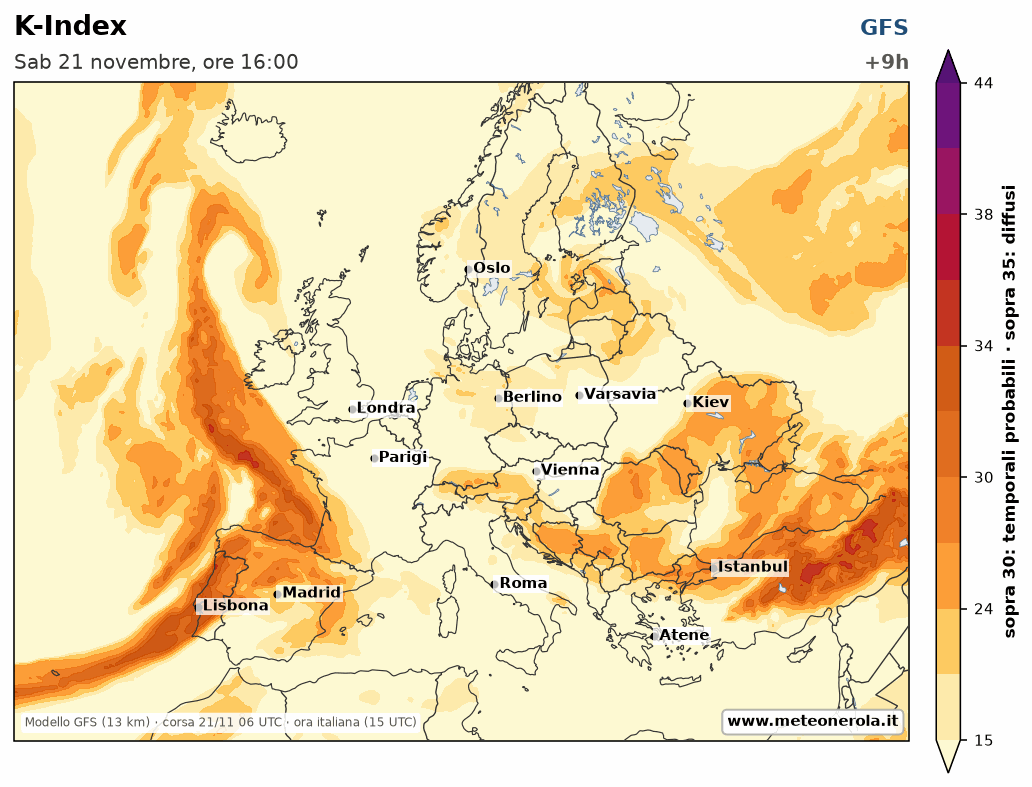 K-Index
GFS
Sab 21 novembre, ore 16:00
+9h
44
38
34
30
24
15
sopra 30: temporali probabili · sopra 35: diffusi
Oslo
Berlino
Varsavia
Kiev
Londra
Parigi
Vienna
Istanbul
Roma
Madrid
Lisbona
Atene
Modello GFS (13 km) · corsa 21/11 06 UTC · ora italiana (15 UTC)
www.meteonerola.it